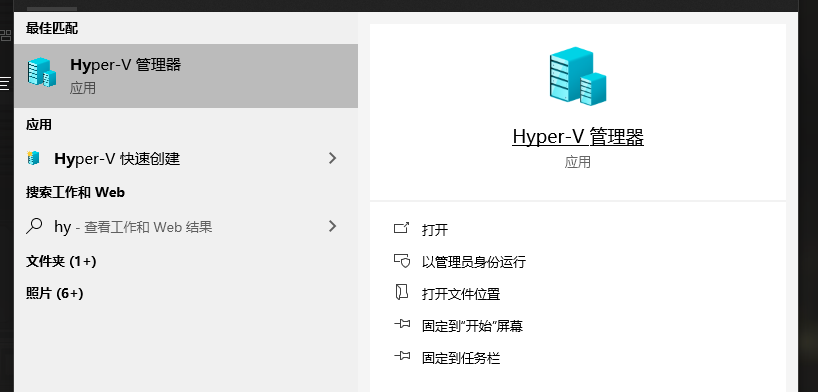 最佳匹配
Hyper-V 管理器
应用
应用
Hyper-V 快速创建
搜索工作和 Web
hy - 查看工作和 Web 结果
文件夹 (1+)
照片 (6+)
Hyper-V 管理器
应用
打开
以管理员身份运行
打开文件位置
固定到"开始"屏幕
固定到任务栏